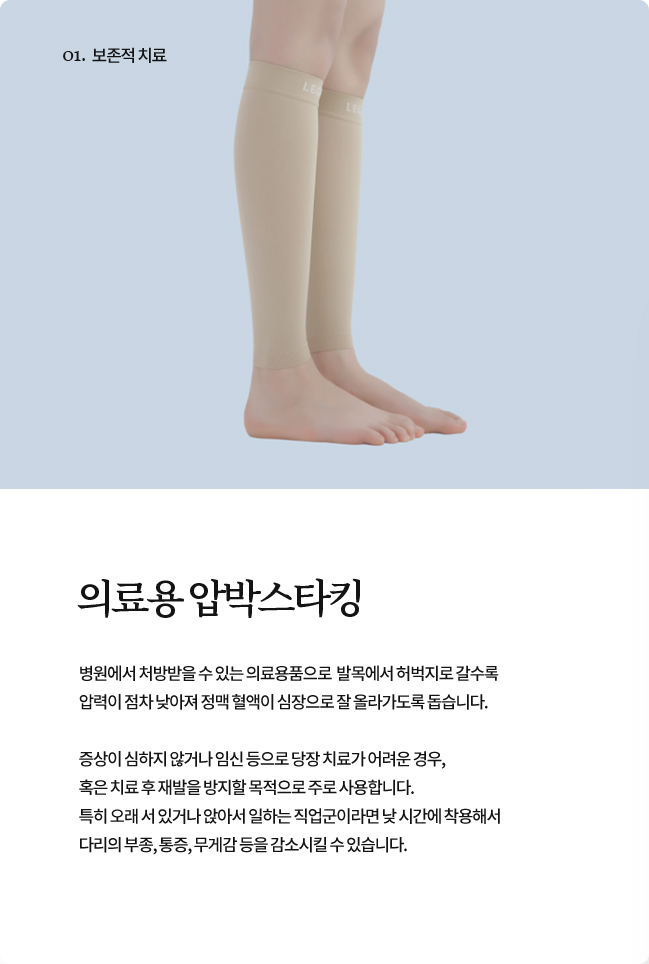 01. 보존적 치료
의료용 압박스타킹
병원에서 처방받을 수 있는 의료용품으로 발목에서 허벅지로 갈수록
압력이 점차 낮아져 정맥 혈액이 심장으로 잘 올라가도록 돕습니다.
증상이 심하지 않거나 임신 등으로 당장 치료가 어려운 경우,
혹은 치료 후 재발을 방지할 목적으로 주로 사용합니다.
특히 오래 서 있거나 앉아서 일하는 직업군이라면 낮 시간에 착용해서
다리의 부종, 통증, 무게감 등을 감소시킬 수 있습니다.